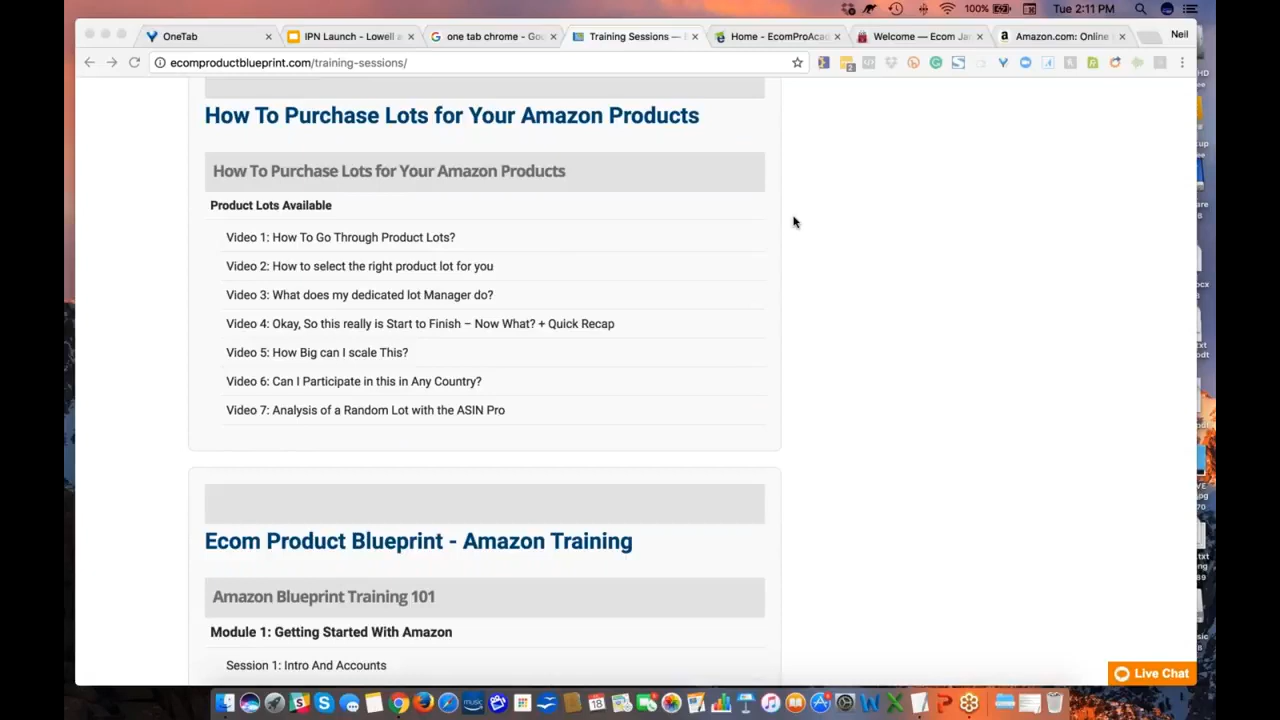 100%
Tue 2:11 PM
OneTab
IPN Launch - Lowell a
one tab chrome - Go
Training Sessions —
Home - EcomProAca
Welcome — Ecom Ja
Amazon.com: Online
Neil
ecomproductblueprint.com/training-sessions/
How To Purchase Lots for Your Amazon Products
How To Purchase Lots for Your Amazon Products
Product Lots Available
Video 1: How To Go Through Product Lots?
Video 2: How to select the right product lot for you
Video 3: What does my dedicated lot Manager do?
Video 4: Okay, So this really is Start to Finish – Now What? + Quick Recap
Video 5: How Big can I scale This?
Video 6: Can I Participate in this in Any Country?
Video 7: Analysis of a Random Lot with the ASIN Pro
Ecom Product Blueprint - Amazon Training
Amazon Blueprint Training 101
Module 1: Getting Started With Amazon
Session 1: Intro And Accounts
Live Chat